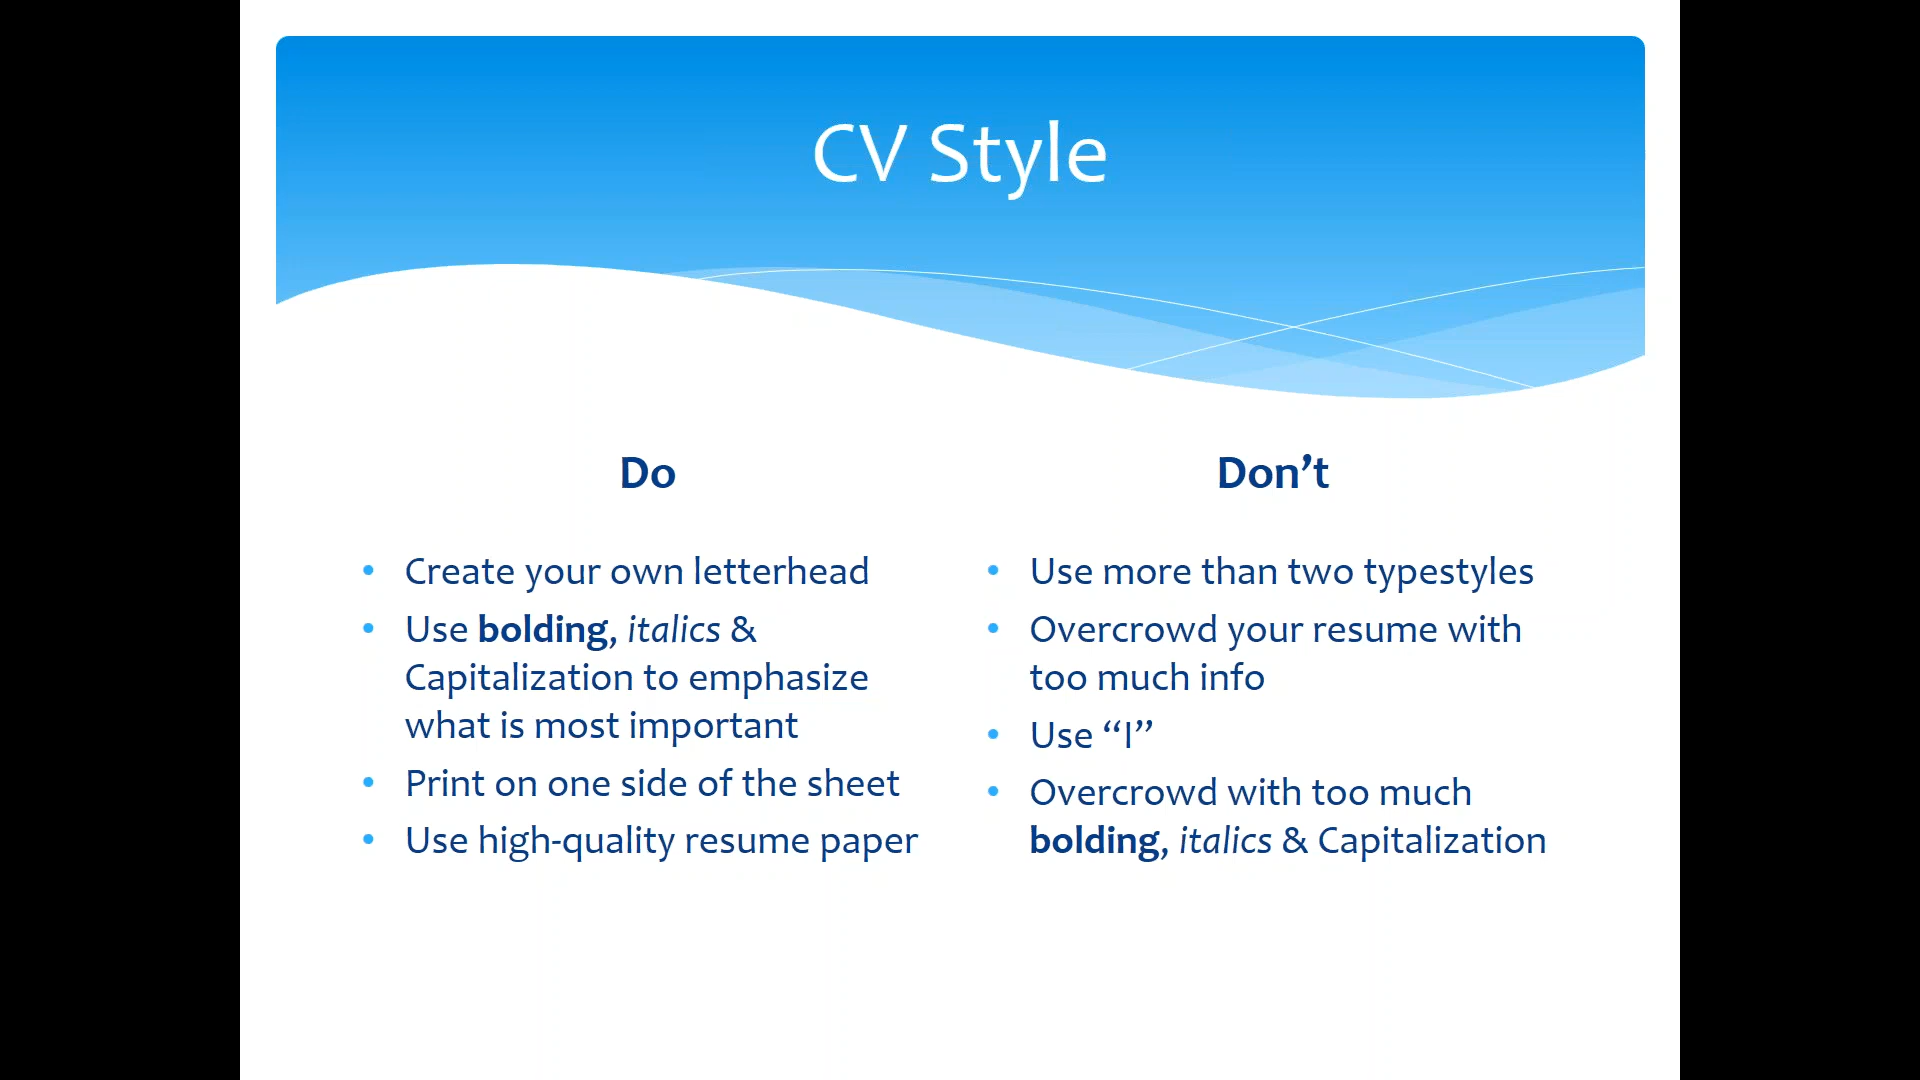 CV Style
Do
• Create your own letterhead
• Use bolding, italics &
Capitalization to emphasize
what is most important
• Print on one side of the sheet
• Use high-quality resume paper
Don’t
• Use more than two typestyles
• Overcrowd your resume with
too much info
• Use “I”
• Overcrowd with too much
bolding, italics & Capitalization